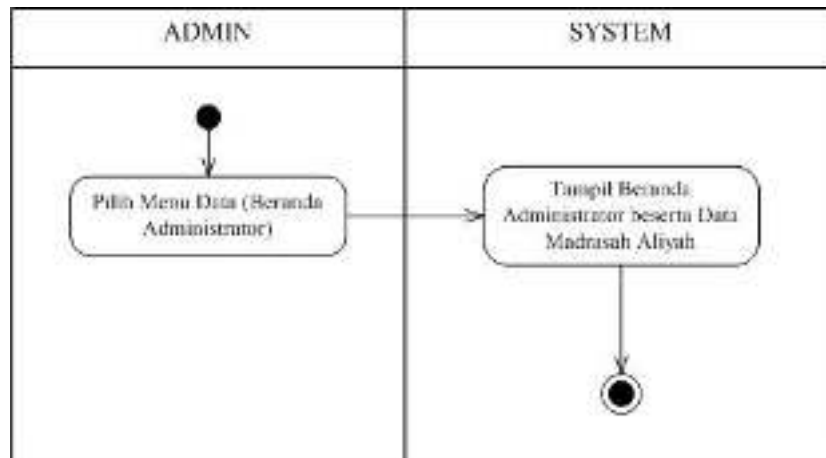 ADMIN
SYSTEM
Pilih Menu Data (Beranda
Administrator)
Tampil Beranda
Administrator beserta Data
Madrasah Aliyah